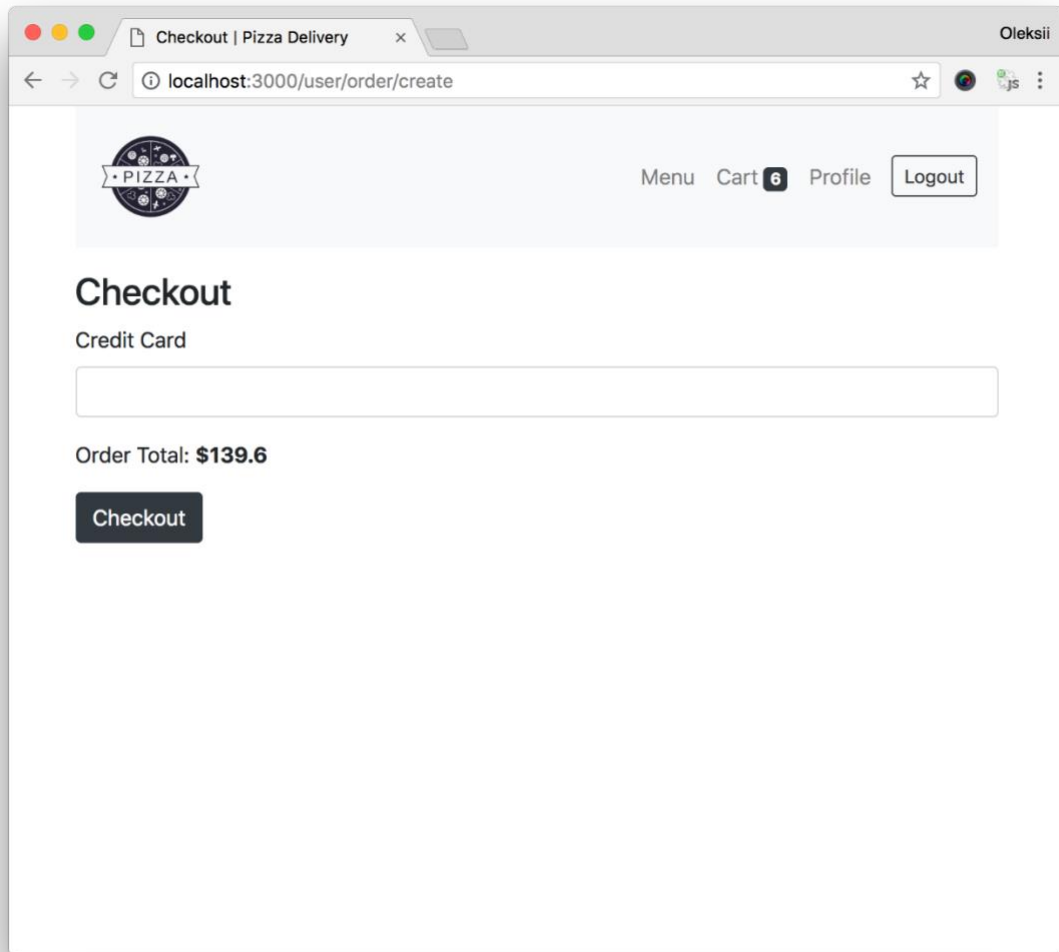 Checkout | Pizza Delivery
Oleksii
localhost:3000/user/order/create
JS
• PIZZA •
Menu Cart 6 Profile Logout
Checkout
Credit Card
Order Total: $139.6
Checkout